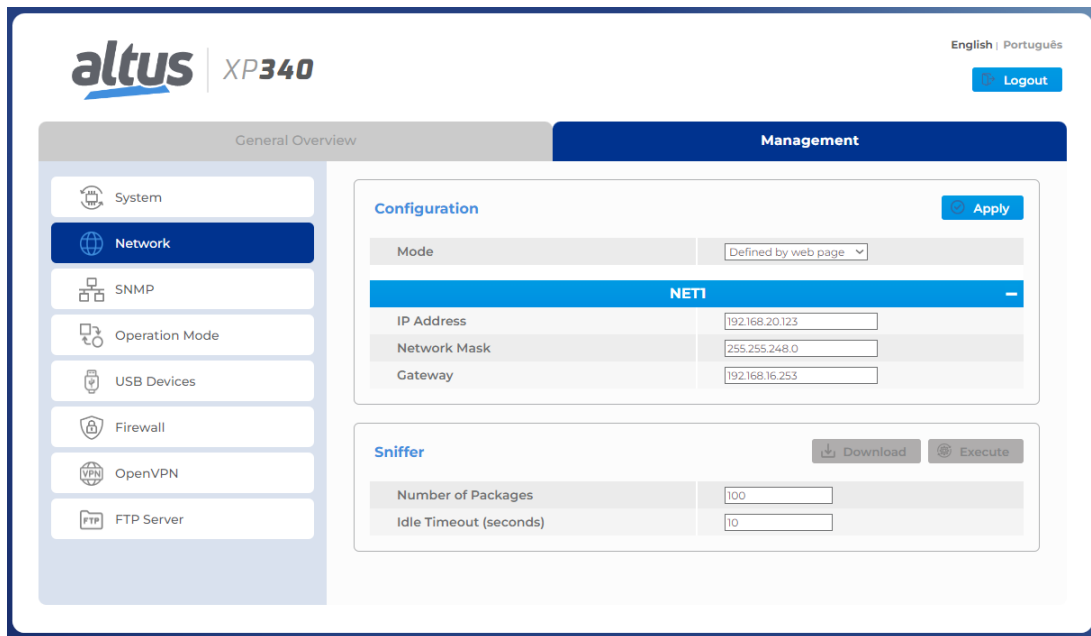 English | Português
altus | XP340
Logout
General Overview
Management
System
Network
SNMP
Operation Mode
USB Devices
Firewall
VPN OpenVPN
FTP FTP Server
Configuration
Apply
Mode Defined by web page
NET1
IP Address 192.168.20.123
Network Mask 255.255.248.0
Gateway 192.168.16.253
Sniffer
Download
Execute
Number of Packages 100
Idle Timeout (seconds) 10